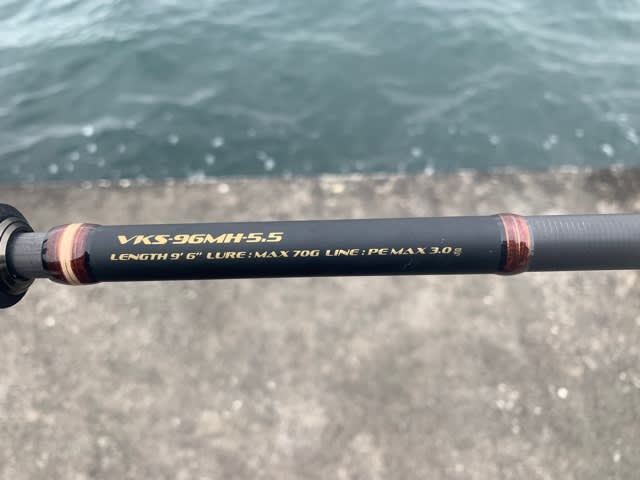 VKS-96MH-5.5
LENGTH 9' 6" LURE : MAX 70G LINE : PE MAX 3.0号